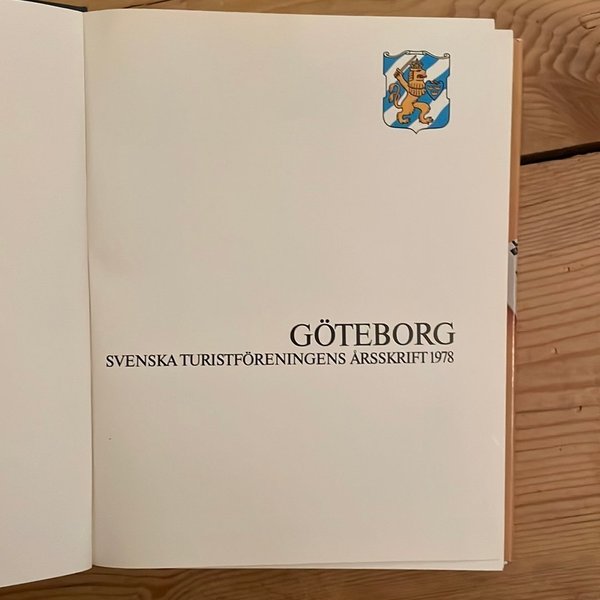 GÖTEBORG
SVENSKA TURISTFÖRENINGENS ÅRSSKRIFT 1978